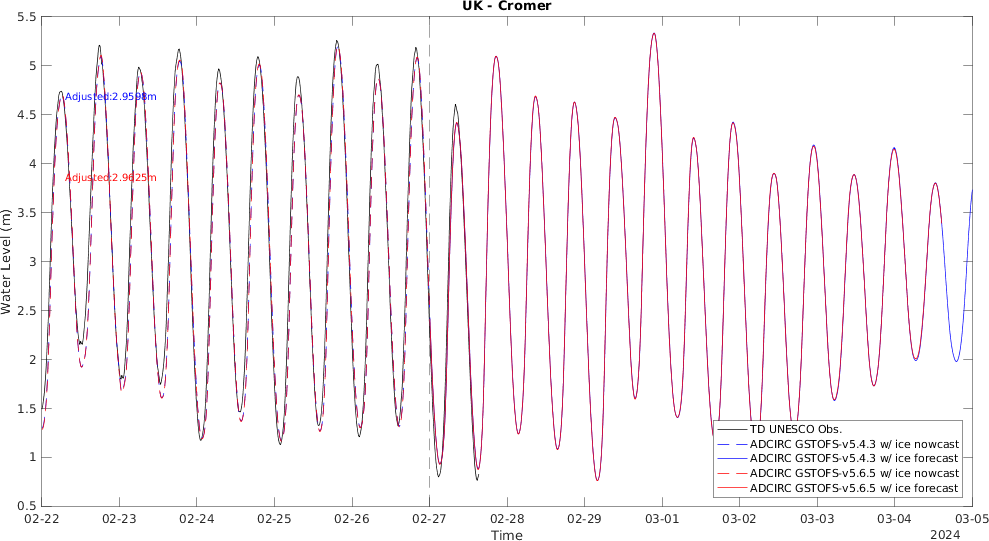 UK - Cromer
5.5
5
4.5
4
3.5
3
2.5
2
1.5
1
0.5
Water Level (m)
Adjusted:2.9598m
Adjusted:2.9625m
TD UNESCO Obs.
ADCIRC GSTOFS-v5.4.3 w/ ice nowcast
ADCIRC GSTOFS-v5.4.3 w/ ice forecast
ADCIRC GSTOFS-v5.6.5 w/ ice nowcast
ADCIRC GSTOFS-v5.6.5 w/ ice forecast
02-22 02-23 02-24 02-25 02-26 02-27 02-28 02-29 03-01 03-02 03-03 03-04 03-05
Time
2024